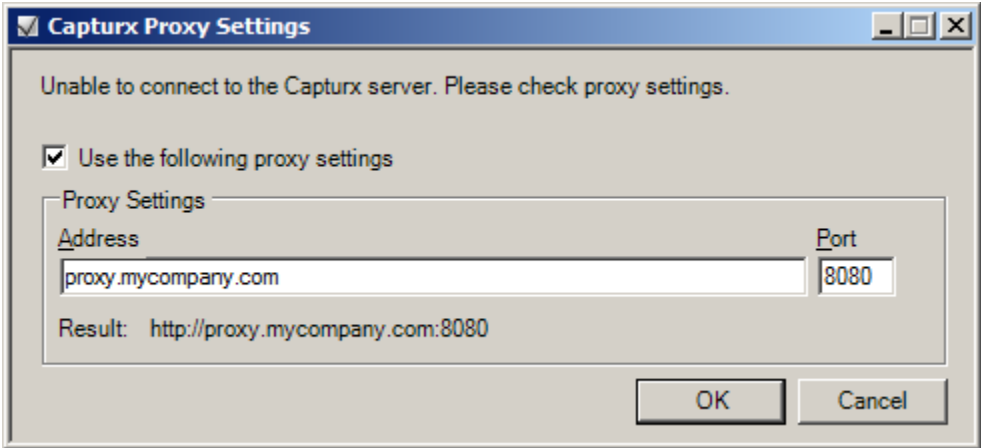 Capturx Proxy Settings
Unable to connect to the Capturx server. Please check proxy settings.
Use the following proxy settings
Proxy Settings
Address Port
proxy.mycompany.com 8080
Result: http://proxy.mycompany.com:8080
OK Cancel